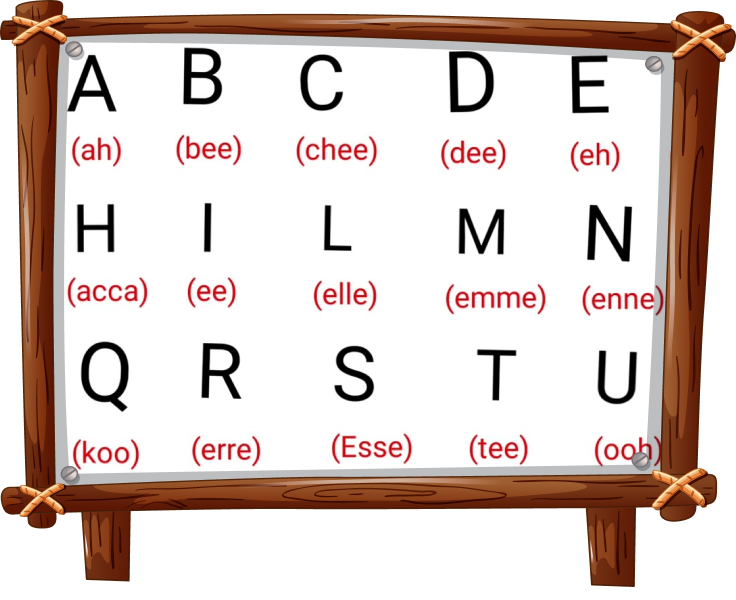 A B C D E
(ah) (bee) (chee) (dee) (eh)
H I L M N
(acca) (ee) (elle) (emme) (enne)
Q R S T U
(koo) (erre) (Esse) (tee) (ooh)